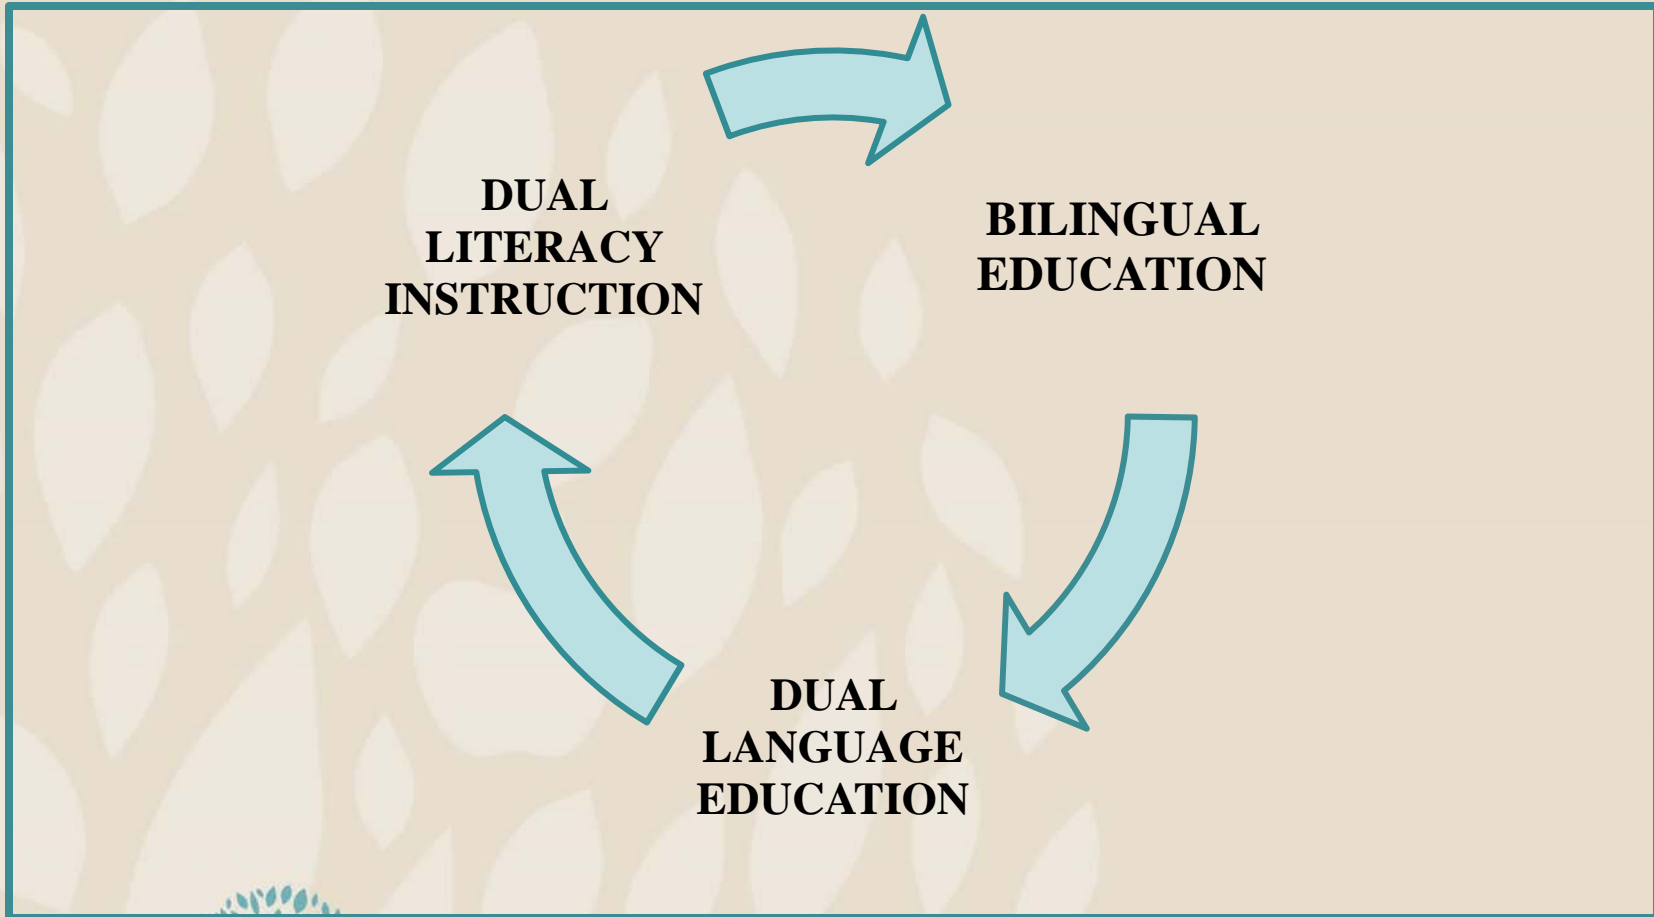 DUAL
LITERACY
INSTRUCTION
BILINGUAL
EDUCATION
DUAL
LANGUAGE
EDUCATION